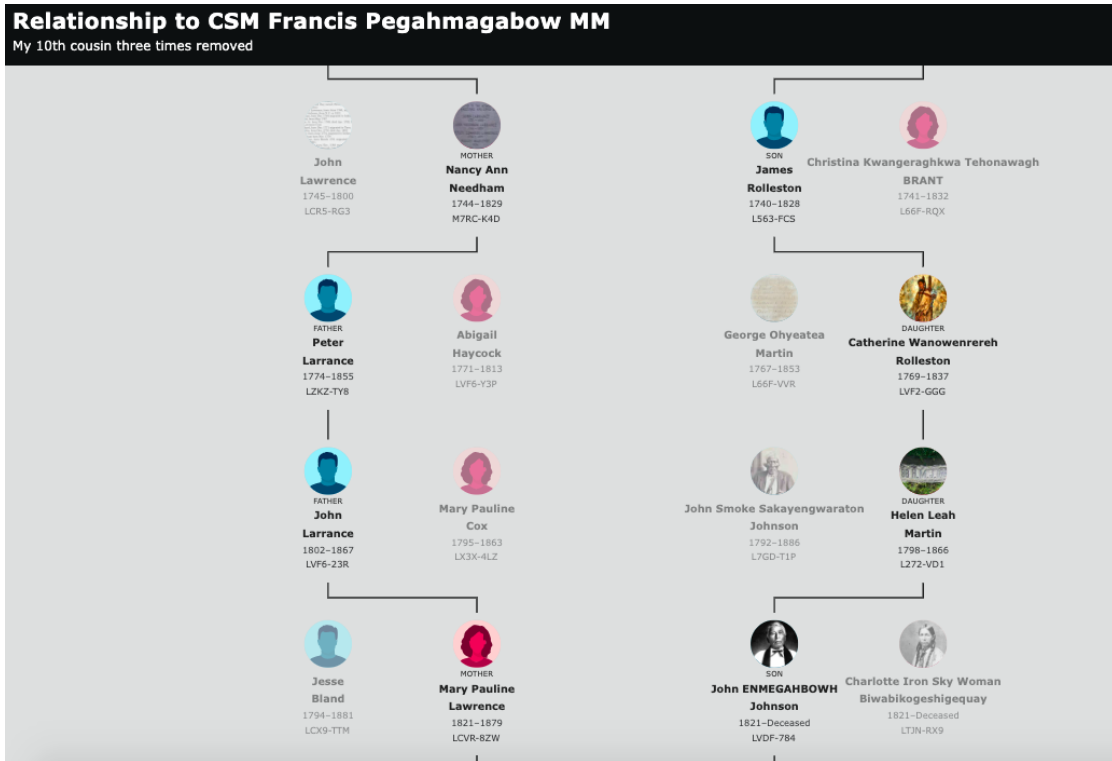 Relationship to CSM Francis Pegahmagabow MM
My 10th cousin three times removed
John
Lawrence
1745–1800
LCR5-RG3
MOTHER
Nancy Ann
Needham
1744–1829
M7RC-K4D
SON
James
Rolleston
1740–1828
L563-FCS
Christina Kwangeraghkwa Tehonawagh
BRANT
1741–1832
L66F-RQX
FATHER
Peter
Larrance
1774–1855
LZKZ-TY8
Abigail
Haycock
1771–1813
LVF6-Y3P
George Ohyeatea
Martin
1767–1853
L66F-VVR
DAUGHTER
Catherine Wanowenrereh
Rolleston
1769–1837
LVF2-GGG
FATHER
John
Larrance
1802–1867
LVF6-23R
Mary Pauline
Cox
1795–1863
LX3X-4LZ
John Smoke Sakayengwaraton
Johnson
1792–1886
L7GD-T1P
DAUGHTER
Helen Leah
Martin
1798–1866
L272-VD1
Jesse
Bland
1794–1881
LCX9-TTM
MOTHER
Mary Pauline
Lawrence
1821–1879
LCVR-8ZW
SON
John ENMEGAHBOWH
Johnson
1821–Deceased
LVDF-784
Charlotte Iron Sky Woman
Biwabikogeshigequay
1821–Deceased
LTJN-RX9